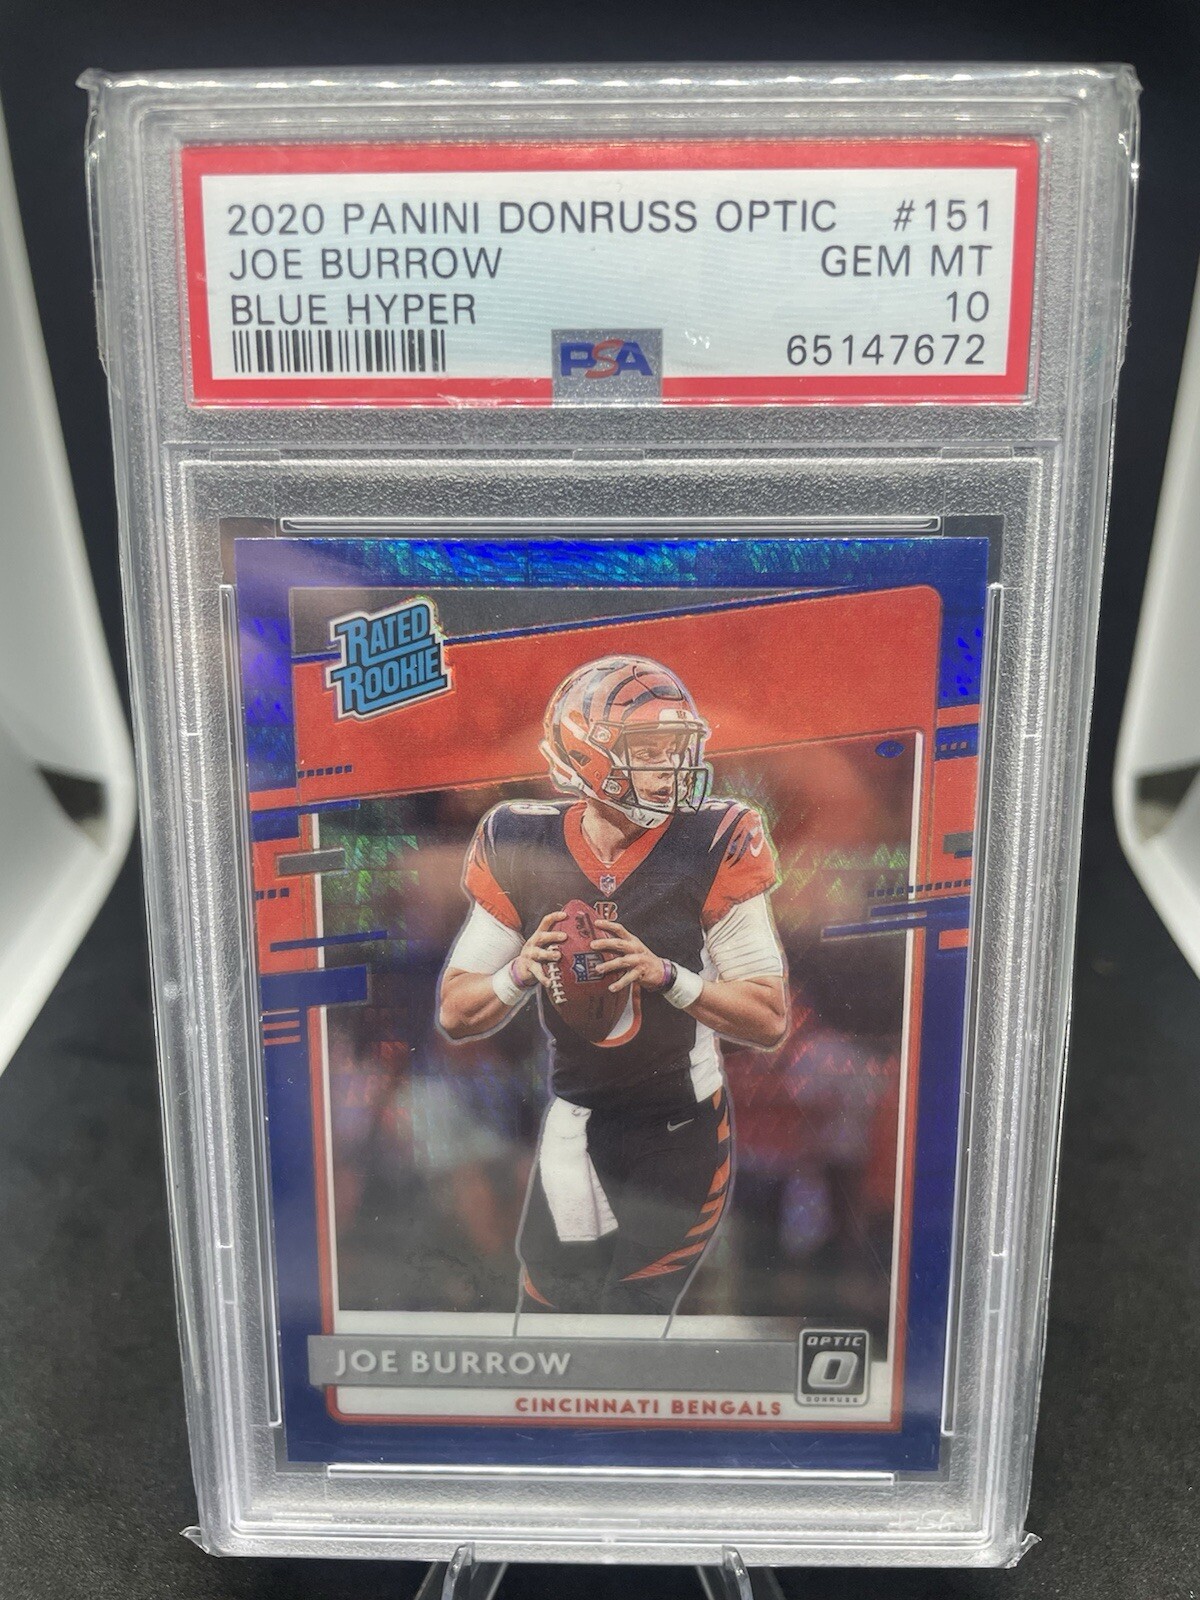 2020 PANINI DONRUSS OPTIC #151
JOE BURROW GEM MT
BLUE HYPER 10
PSA 65147672
RATED
ROOKIE
JOE BURROW
OPTIC
O
DONRUSS
CINCINNATI BENGALS